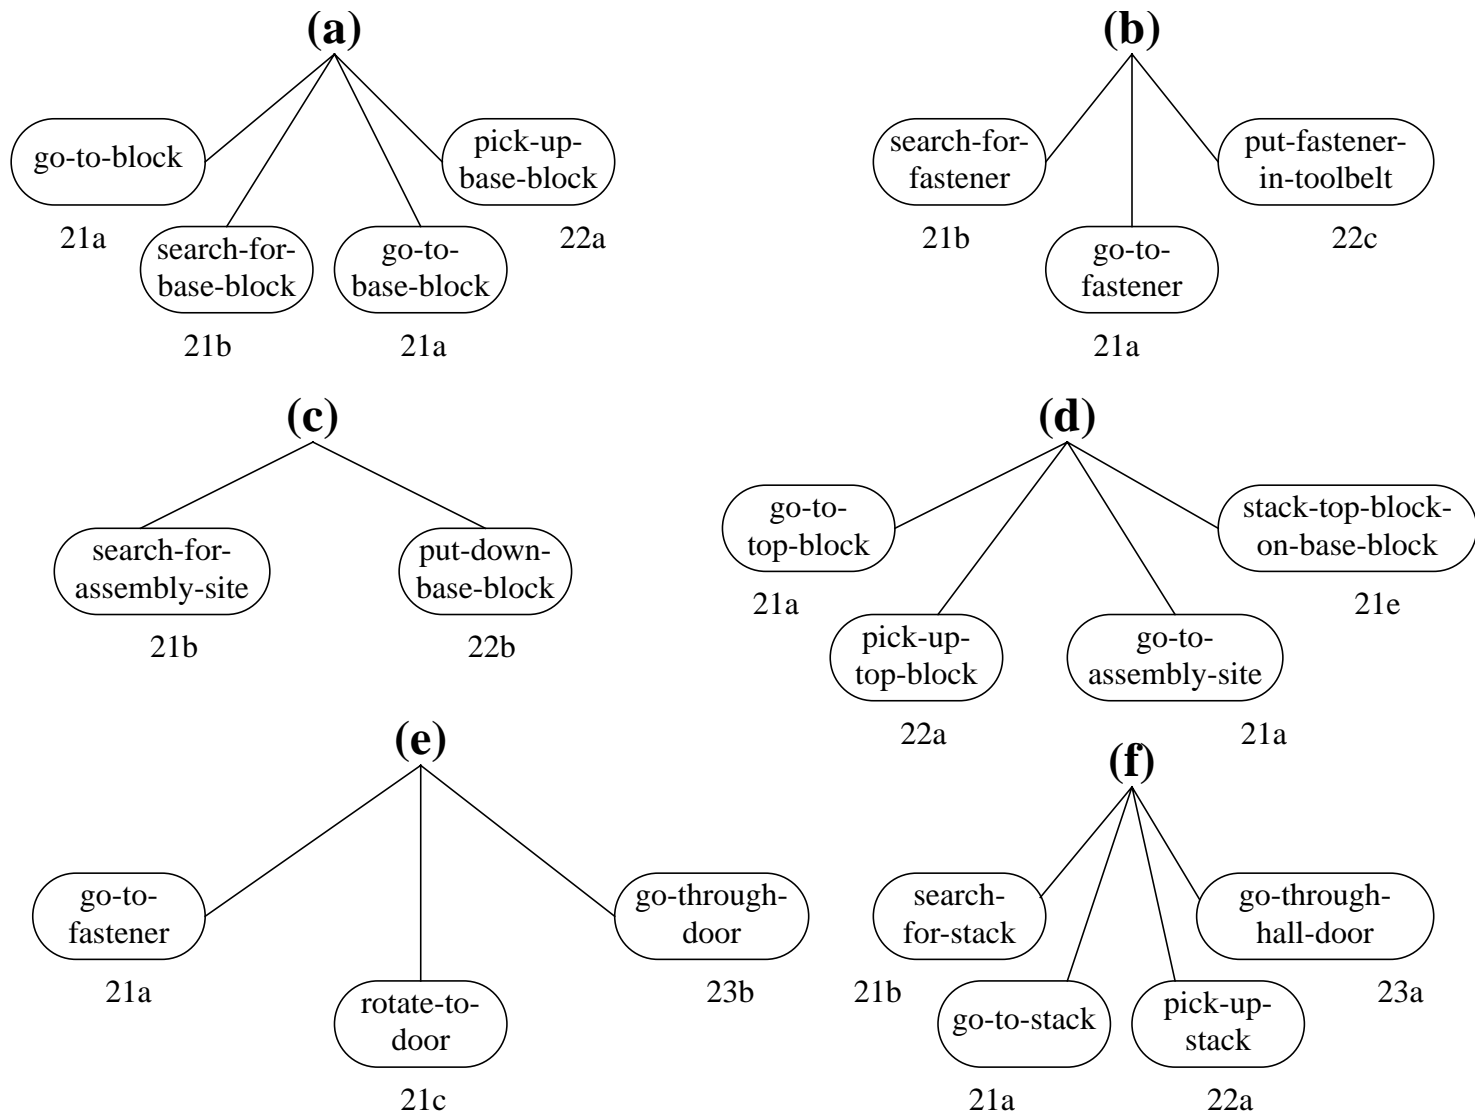 (a)
go-to-block
21a
search-for-
base-block
21b
go-to-
base-block
21a
pick-up-
base-block
22a
(b)
search-for-
fastener
21b
go-to-
fastener
21a
put-fastener-
in-toolbelt
22c
(c)
search-for-
assembly-site
21b
put-down-
base-block
22b
(d)
go-to-
top-block
21a
pick-up-
top-block
22a
go-to-
assembly-site
21a
stack-top-block-
on-base-block
21e
(e)
go-to-
fastener
21a
rotate-to-
door
21c
go-through-
door
23b
(f)
search-
for-stack
21b
go-to-stack
21a
pick-up-
stack
22a
go-through-
hall-door
23a